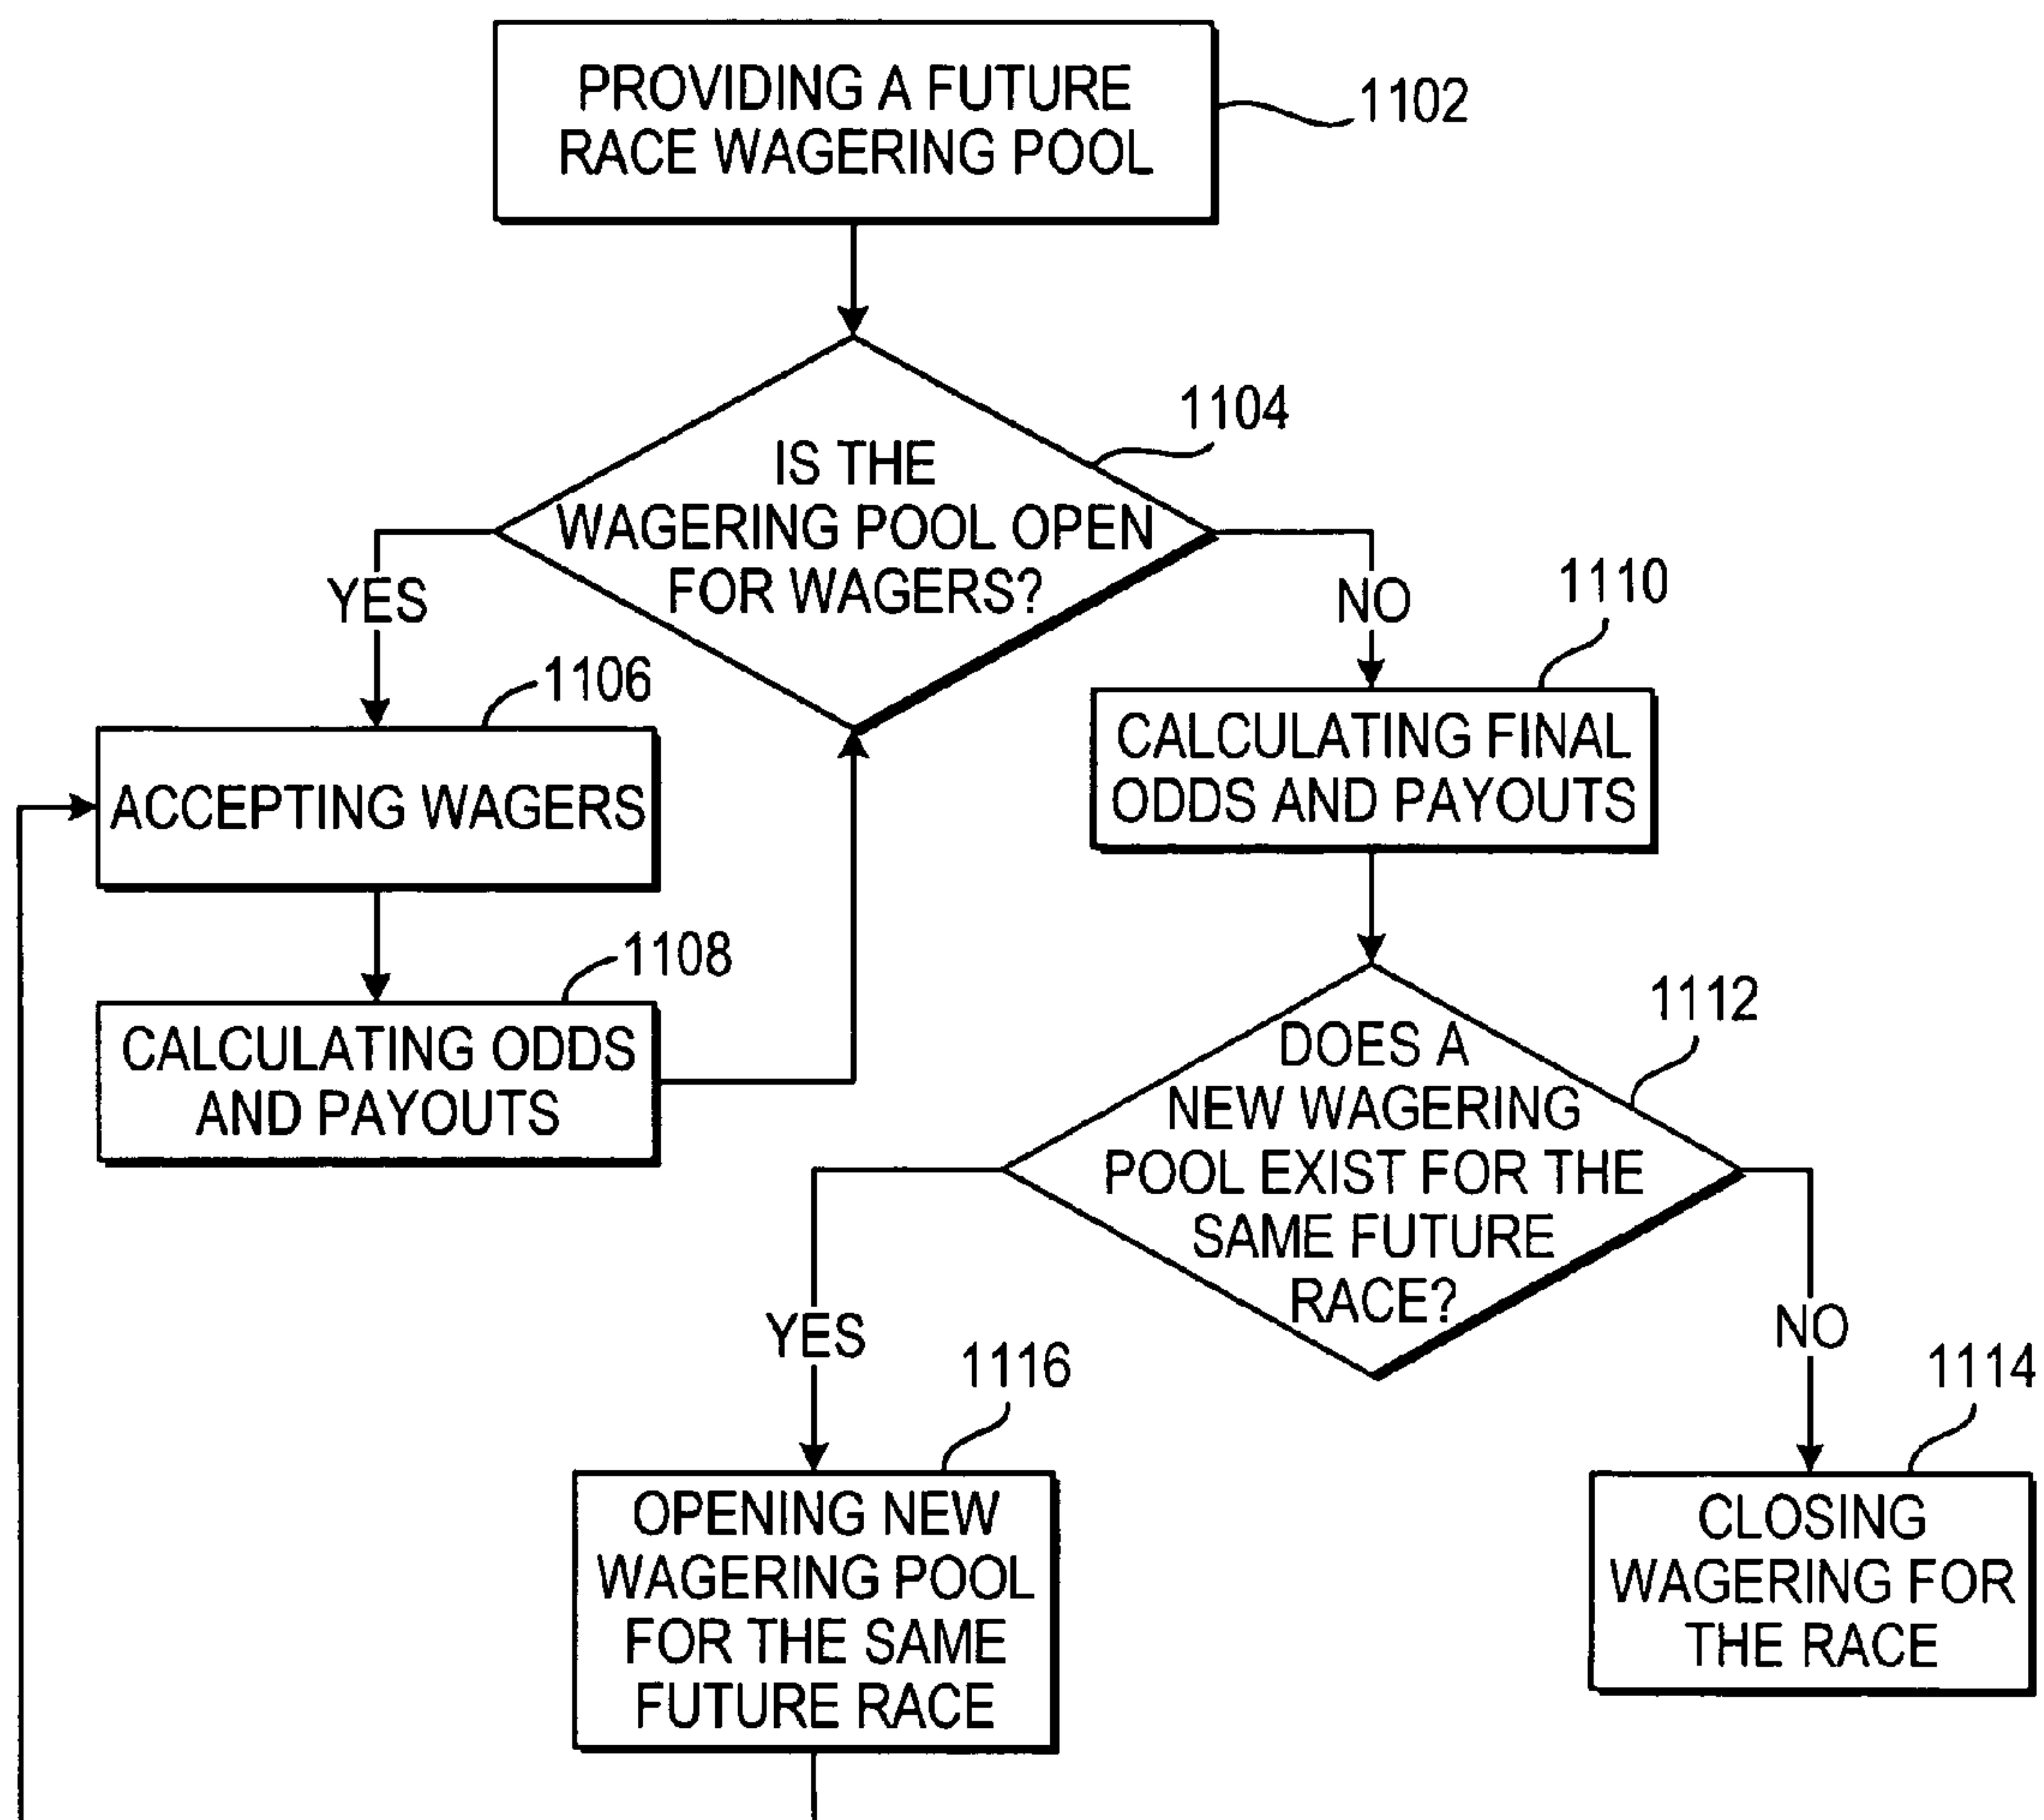 PROVIDING A FUTURE
RACE WAGERING POOL
1102
1104
IS THE
WAGERING POOL OPEN
FOR WAGERS?
YES
NO
1110
1106
ACCEPTING WAGERS
CALCULATING FINAL
ODDS AND PAYOUTS
1108
CALCULATING ODDS
AND PAYOUTS
1112
DOES A
NEW WAGERING
POOL EXIST FOR THE
SAME FUTURE
RACE?
YES
NO
1116
1114
OPENING NEW
WAGERING POOL
FOR THE SAME
FUTURE RACE
CLOSING
WAGERING FOR
THE RACE